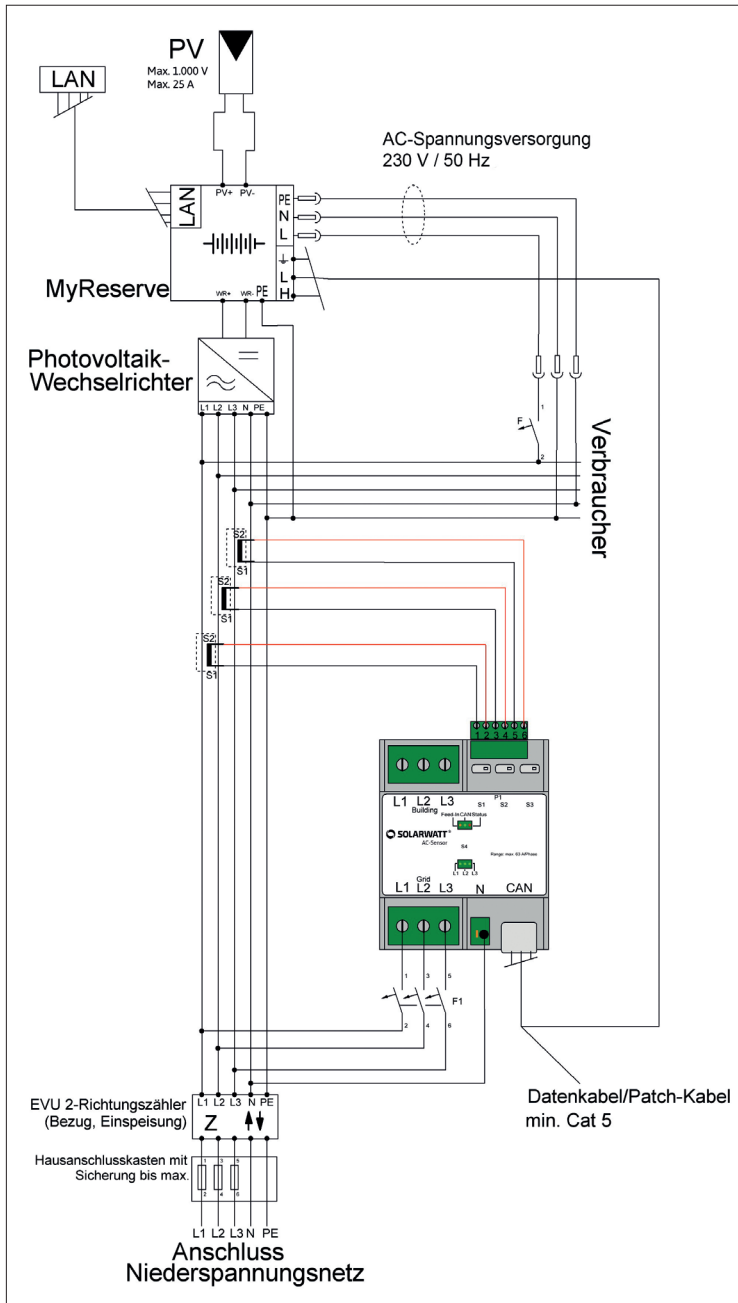 PV
Max. 1.000 V
Max. 25 A
LAN
AC-Spannungsversorgung
230 V / 50 Hz
LAN
PV+ PV-
PE
N
L
L
H
MyReserve
WR+ WR- PE
Photovoltaik-
Wechselrichter
L1 L2 L3 N PE
F
1
2
Verbraucher
S2
S1
S2
S1
S2
S1
1 2 3 4 5 6
L1 L2 L3
Building
P1
S1 S2 S3
Feed-In CAN Status
SOLARWATT®
AC-Sensor
S4
Range: max. 63 A/Phase
L1 L2 L3
Grid
L1 L2 L3 N CAN
1 3 5
F1
2 4 6
Datenkabel/Patch-Kabel
min. Cat 5
EVU 2-Richtungszähler
(Bezug, Einspeisung)
L1 L2 L3 N PE
Z
Hausanschlusskasten mit
Sicherung bis max.
1 3 5
2 4 6
L1 L2 L3 N PE
Anschluss
Niederspannungsnetz